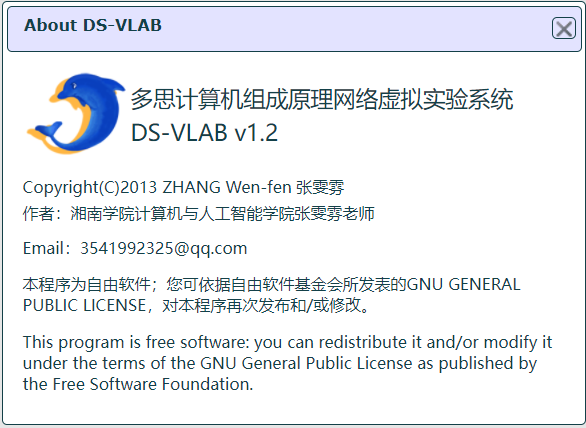 About DS-VLAB
多思计算机组成原理网络虚拟实验系统
DS-VLAB v1.2
Copyright(C)2013 ZHANG Wen-fen 张雯雰
作者：湘南学院计算机与人工智能学院张雯雰老师
Email：3541992325@qq.com
本程序为自由软件；您可依据自由软件基金会所发表的GNU GENERAL
PUBLIC LICENSE，对本程序再次发布和/或修改。
This program is free software: you can redistribute it and/or modify it
under the terms of the GNU General Public License as published by
the Free Software Foundation.